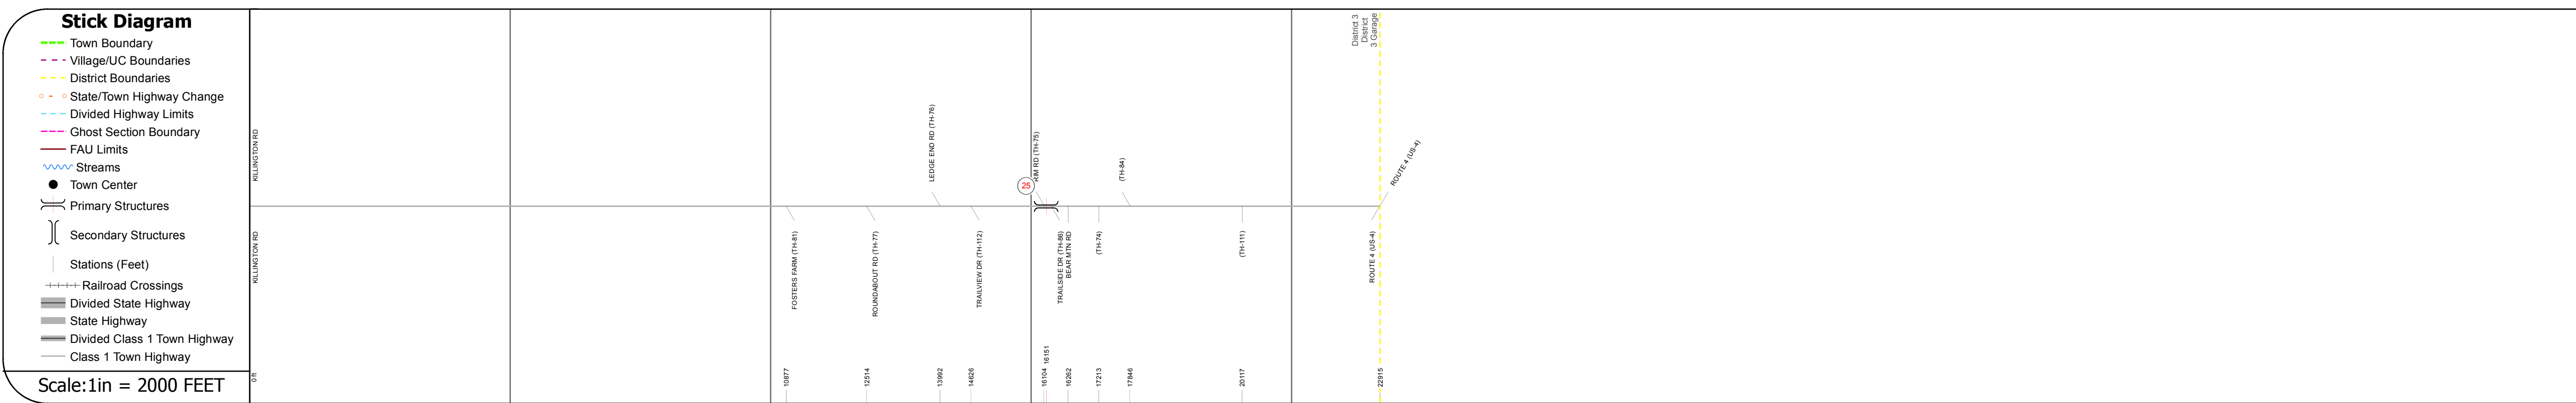 Stick Diagram
Town Boundary
Village/UC Boundaries
District Boundaries
State/Town Highway Change
Divided Highway Limits
Ghost Section Boundary
FAU Limits
Streams
Town Center
Primary Structures
Secondary Structures
Stations (Feet)
Railroad Crossings
Divided State Highway
State Highway
Divided Class 1 Town Highway
Class 1 Town Highway
Scale:1in = 2000 FEET
KILLINGTON RD
LEDGE END RD (TH-76)
25
RIM RD (TH-75)
(TH-84)
District 3
District
3 Garage
ROUTE 4 (US-4)
KILLINGTON RD
FOSTERS FARM (TH-81)
ROUNDABOUT RD (TH-77)
TRAILVIEW DR (TH-112)
TRAILSIDE DR (TH-86)
BEAR MTN RD
(TH-74)
(TH-111)
ROUTE 4 (US-4)
0 ft
10877
12514
13992
14626
16104
16151
16262
17213
17846
20117
22915